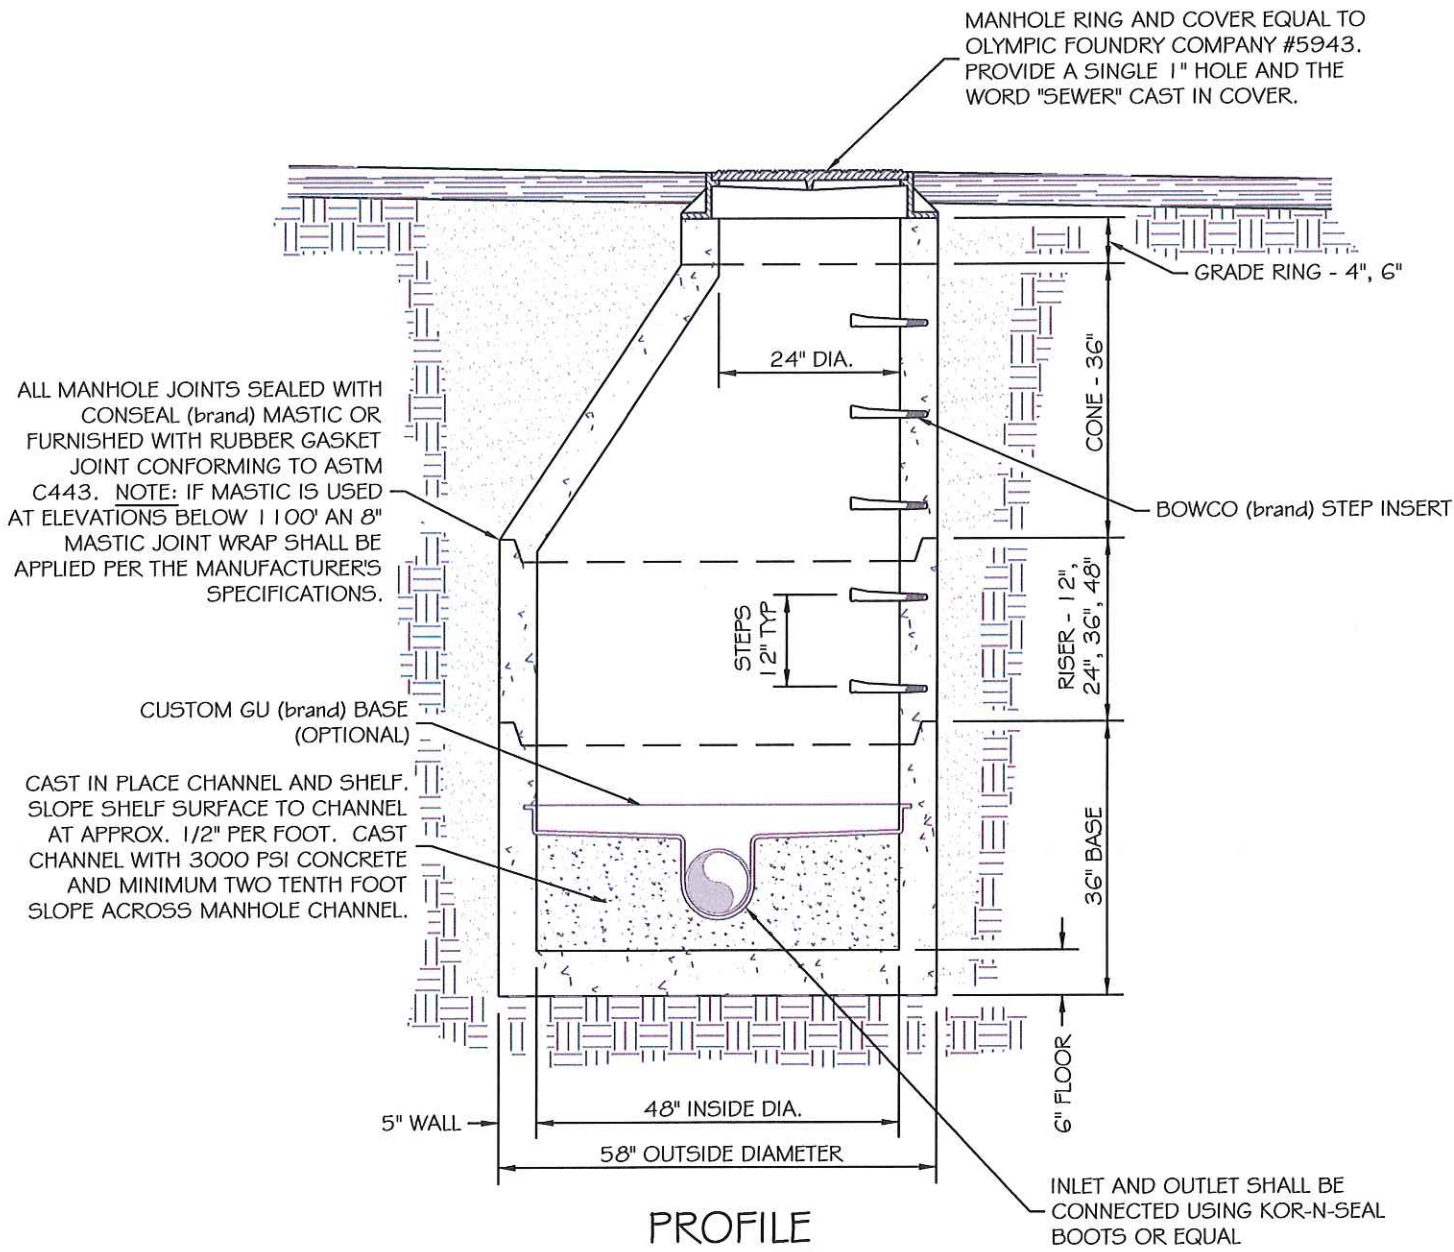 MANHOLE RING AND COVER EQUAL TO
OLYMPIC FOUNDRY COMPANY #5943.
PROVIDE A SINGLE 1" HOLE AND THE
WORD "SEWER" CAST IN COVER.
GRADE RING - 4", 6"
24" DIA.
CONE - 36"
ALL MANHOLE JOINTS SEALED WITH
CONSEAL (brand) MASTIC OR
FURNISHED WITH RUBBER GASKET
JOINT CONFORMING TO ASTM
C443. NOTE: IF MASTIC IS USED
AT ELEVATIONS BELOW 1100' AN 8"
MASTIC JOINT WRAP SHALL BE
APPLIED PER THE MANUFACTURER'S
SPECIFICATIONS.
BOWCO (brand) STEP INSERT
STEPS
12" TYP
RISER - 12",
24", 36", 48"
CUSTOM GU (brand) BASE
(OPTIONAL)
CAST IN PLACE CHANNEL AND SHELF.
SLOPE SHELF SURFACE TO CHANNEL
AT APPROX. 1/2" PER FOOT. CAST
CHANNEL WITH 3000 PSI CONCRETE
AND MINIMUM TWO TENTH FOOT
SLOPE ACROSS MANHOLE CHANNEL.
36" BASE
6" FLOOR
5" WALL
48" INSIDE DIA.
58" OUTSIDE DIAMETER
INLET AND OUTLET SHALL BE
CONNECTED USING KOR-N-SEAL
BOOTS OR EQUAL
PROFILE